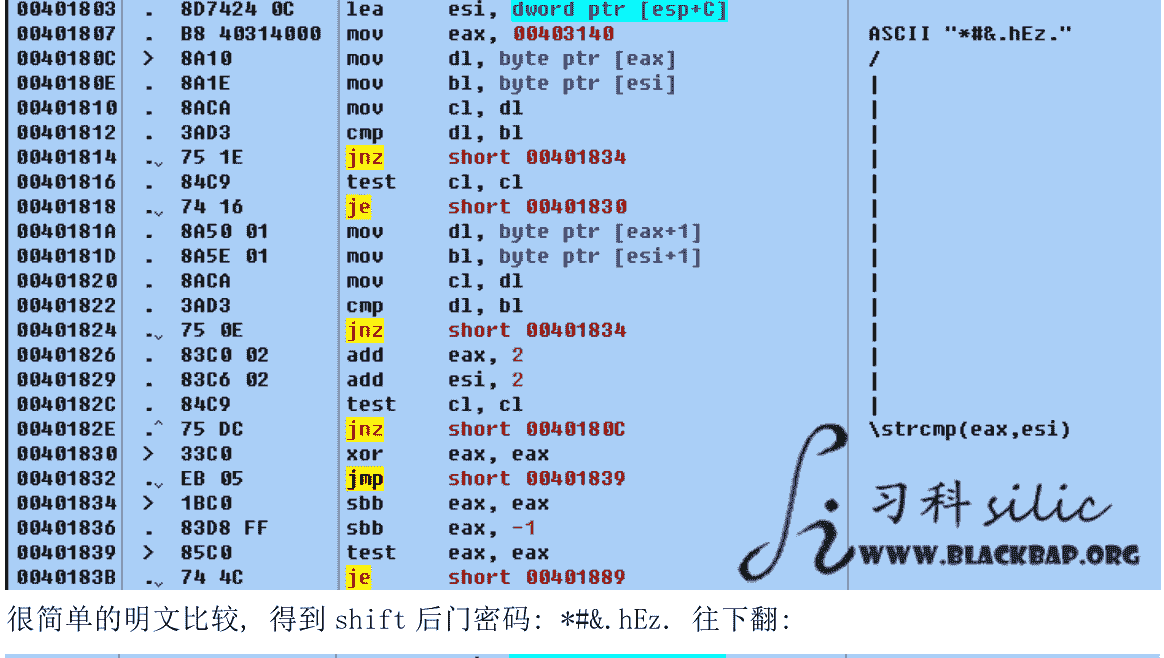 00401803 . 8D7424 0C lea esi, dword ptr [esp+C]
00401807 . B8 40314000 mov eax, 00403140 ASCII "*#&.hEz."
0040180C > 8A10 mov dl, byte ptr [eax] /
0040180E . 8A1E mov bl, byte ptr [esi] |
00401810 . 8ACA mov cl, dl |
00401812 . 3AD3 cmp dl, bl |
00401814 .ˬ 75 1E jnz short 00401834 |
00401816 . 84C9 test cl, cl |
00401818 .ˬ 74 16 je short 00401830 |
0040181A . 8A50 01 mov dl, byte ptr [eax+1] |
0040181D . 8A5E 01 mov bl, byte ptr [esi+1] |
00401820 . 8ACA mov cl, dl |
00401822 . 3AD3 cmp dl, bl |
00401824 .ˬ 75 0E jnz short 00401834 |
00401826 . 83C0 02 add eax, 2 |
00401829 . 83C6 02 add esi, 2 |
0040182C . 84C9 test cl, cl |
0040182E .^ 75 DC jnz short 0040180C \strcmp(eax,esi)
00401830 > 33C0 xor eax, eax
00401832 .ˬ EB 05 jmp short 00401839
00401834 > 1BC0 sbb eax, eax
00401836 . 83D8 FF sbb eax, -1
00401839 > 85C0 test eax, eax
0040183B .ˬ 74 4C je short 00401889
习科 silic
WWW.BLACKBAP.ORG
很简单的明文比较, 得到 shift 后门密码: *#&.hEz. 往下翻: